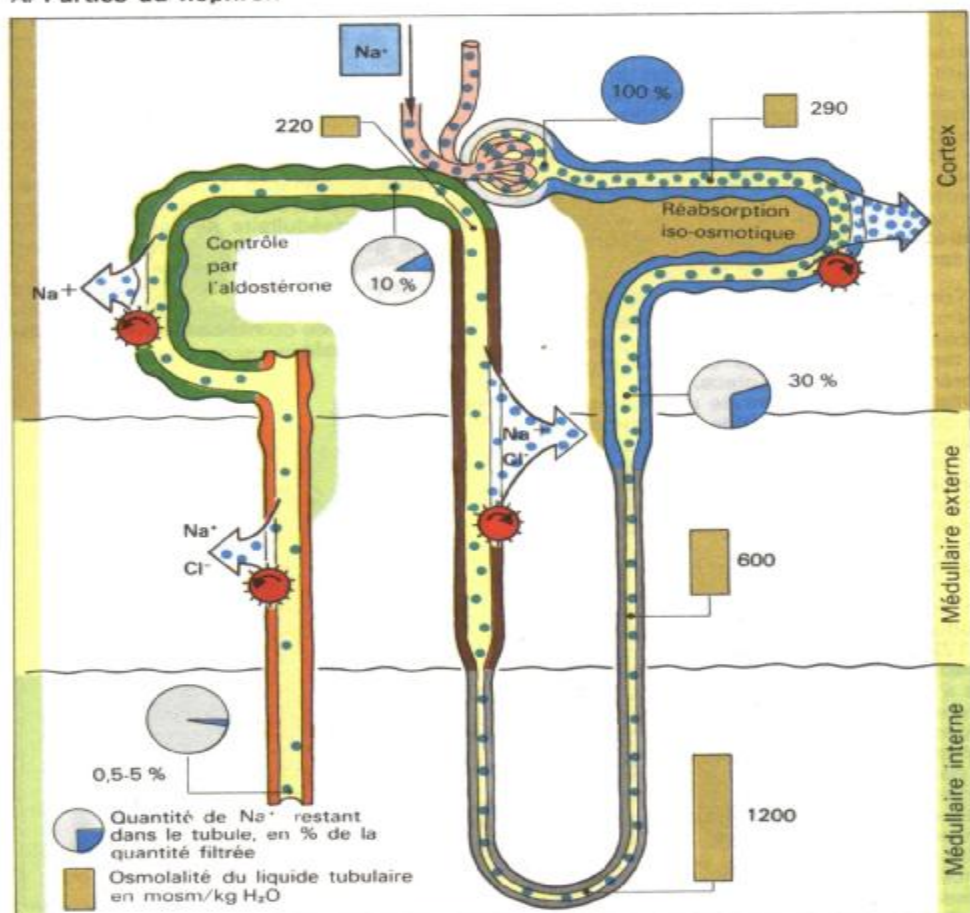 Na⁺
100 %
220
290
Cortex
Réabsorption
iso-osmotique
Contrôle
par
l'aldostérone
10 %
Na+
30 %
Na⁺
Cl⁻
Médullaire externe
Na⁺
Cl⁻
600
0,5-5 %
1200
Médullaire interne
Quantité de Na⁺ restant
dans le tubule, en % de la
quantité filtrée
Osmolalité du liquide tubulaire
en mosm/kg H₂O